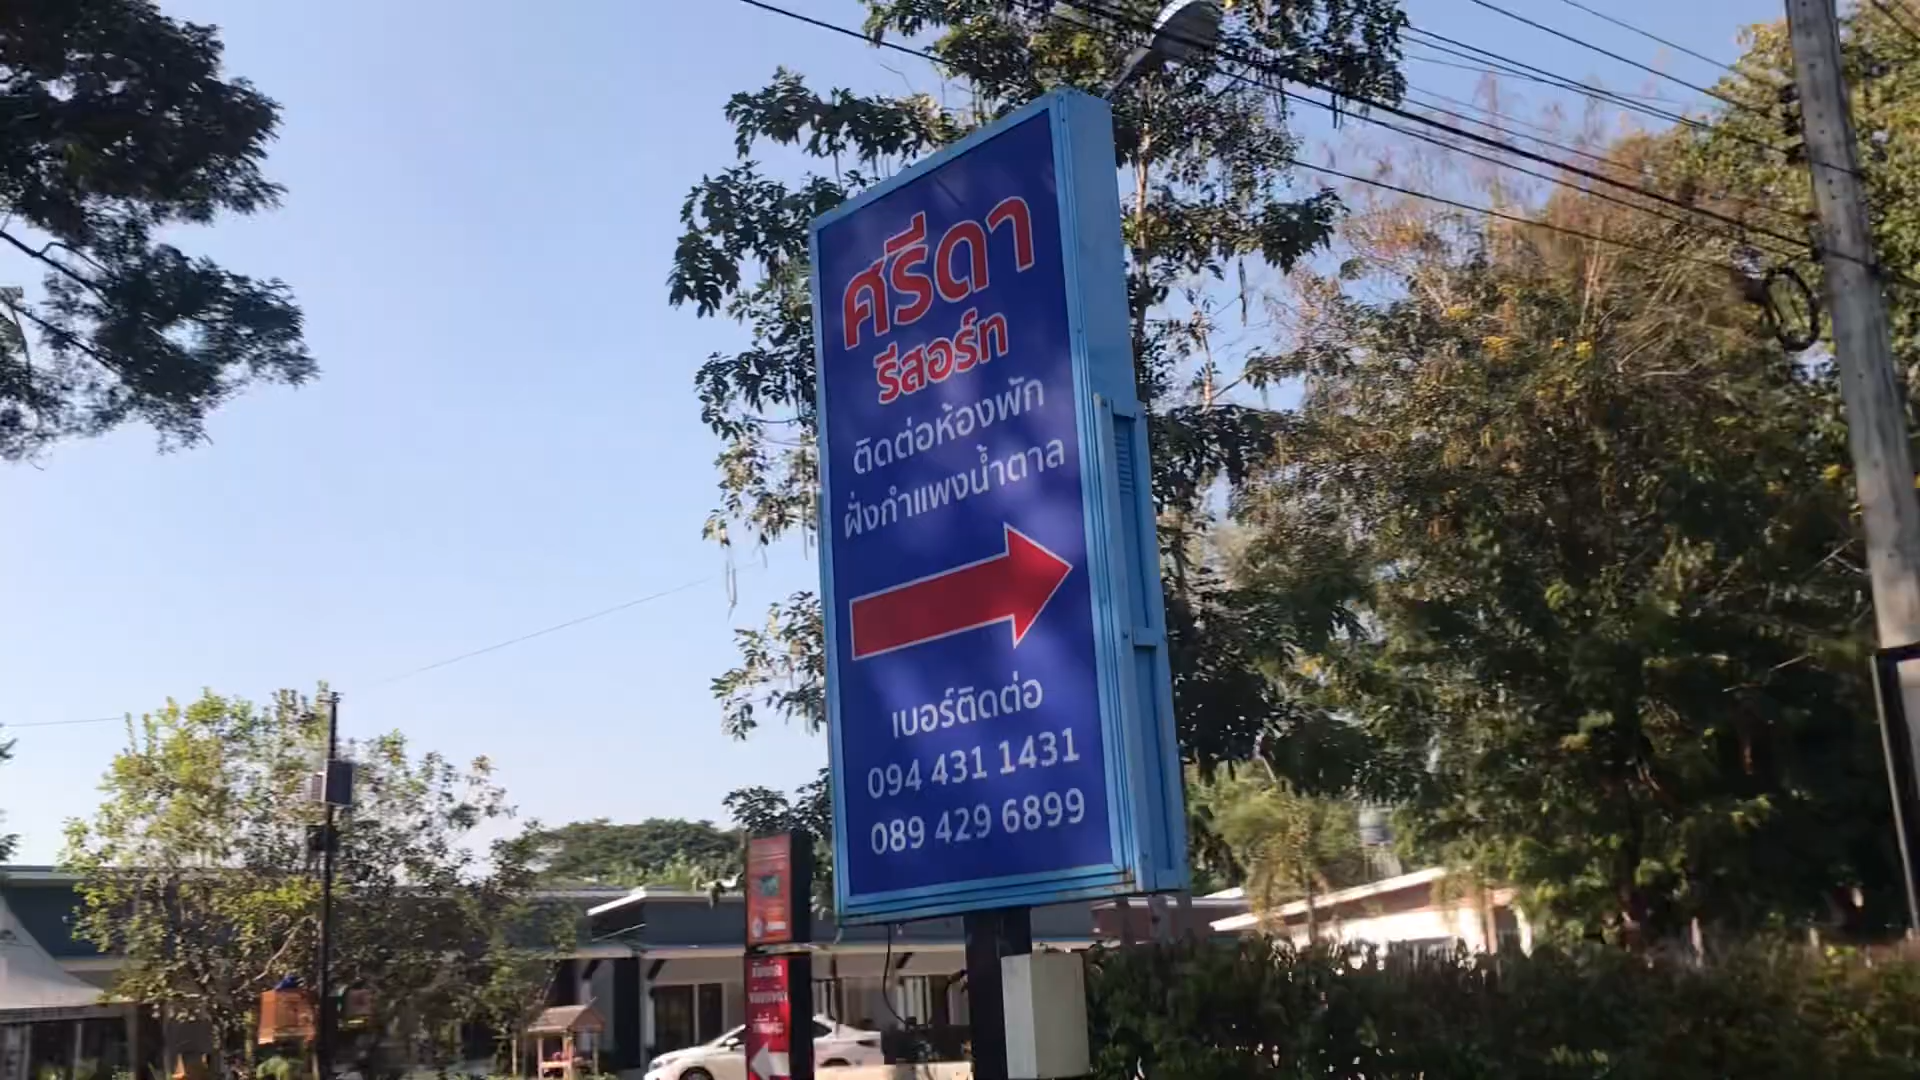 ศรีดา
รีสอร์ท
ติดต่อห้องพัก
ฝั่งกำแพงน้ำตาล
เบอร์ติดต่อ
094 431 1431
089 429 6899